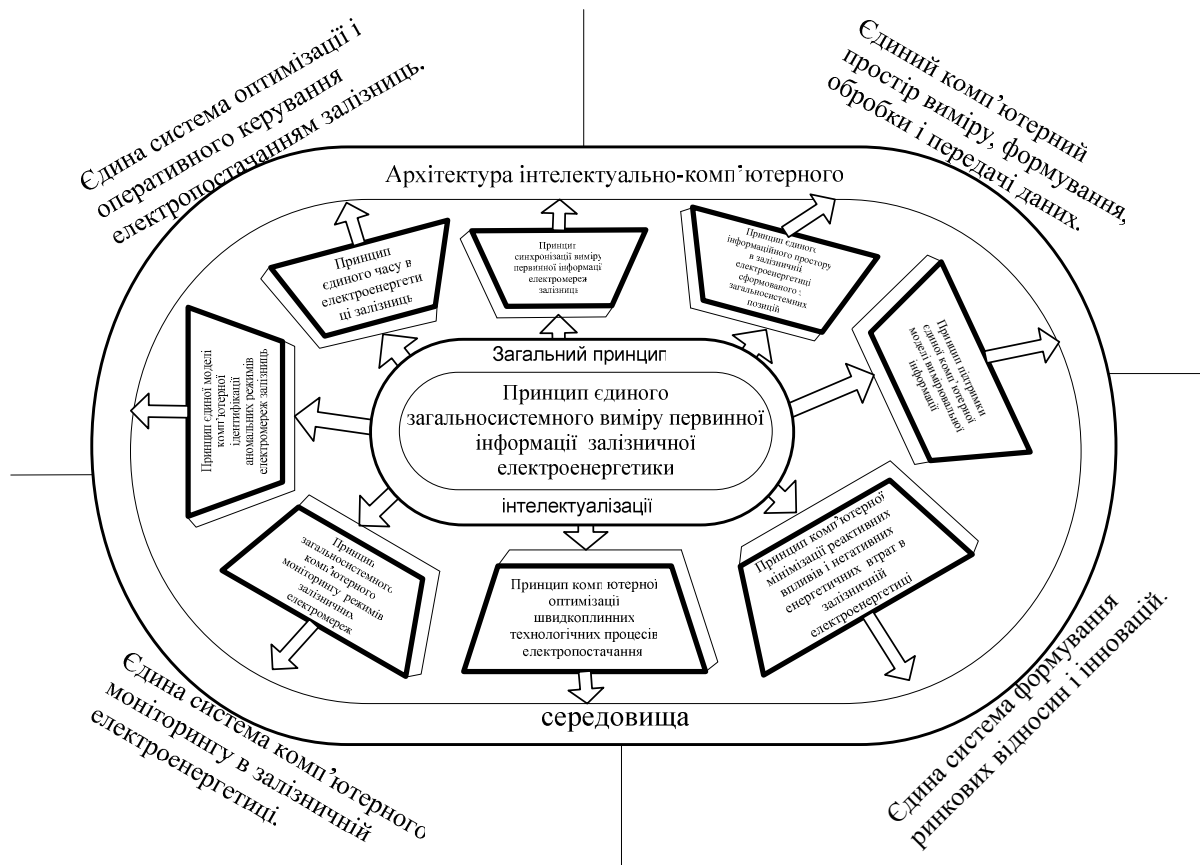 Єдина система оптимізації і
оперативного керування
електропостачанням залізниць.
Єдиний комп’ютерний
простір виміру, формування,
обробки і передачі даних.
Архітектура інтелектуально-комп’ютерного
Принцип
єдиного часу в
електроенергети
ці залізниць
Принцип
синхронізації виміру
первинної інформації
електромереж
залізниць
Принцип єдиного
інформаційного простору
в залізничній
електроенергетиці
сформованого з
загальносистемних
позицій
Принцип підтримки
єдиної комп’ютерної
моделі вимірювальної
інформації
Принцип єдиної моделі
комп’ютерної
ідентифікації
аномальних режимів
електромереж залізниць
Загальний принцип
Принцип єдиного
загальносистемного виміру первинної
інформації залізничної
електроенергетики
інтелектуалізації
Принцип
загальносистемного
комп’ютерного
моніторингу режимів
залізничних
електромереж
Принцип комп ютерної
оптимізації
швидкоплинних
технологічних процесів
електропостачання
Принцип комп’ютерної
мінімізації реактивних
впливів і негативних
енергетичних втрат в
залізничній
електроенергетиці
середовища
Єдина система комп’ютерного
моніторингу в залізничній
електроенергетиці.
Єдина система формування
ринкових відносин і інновацій.